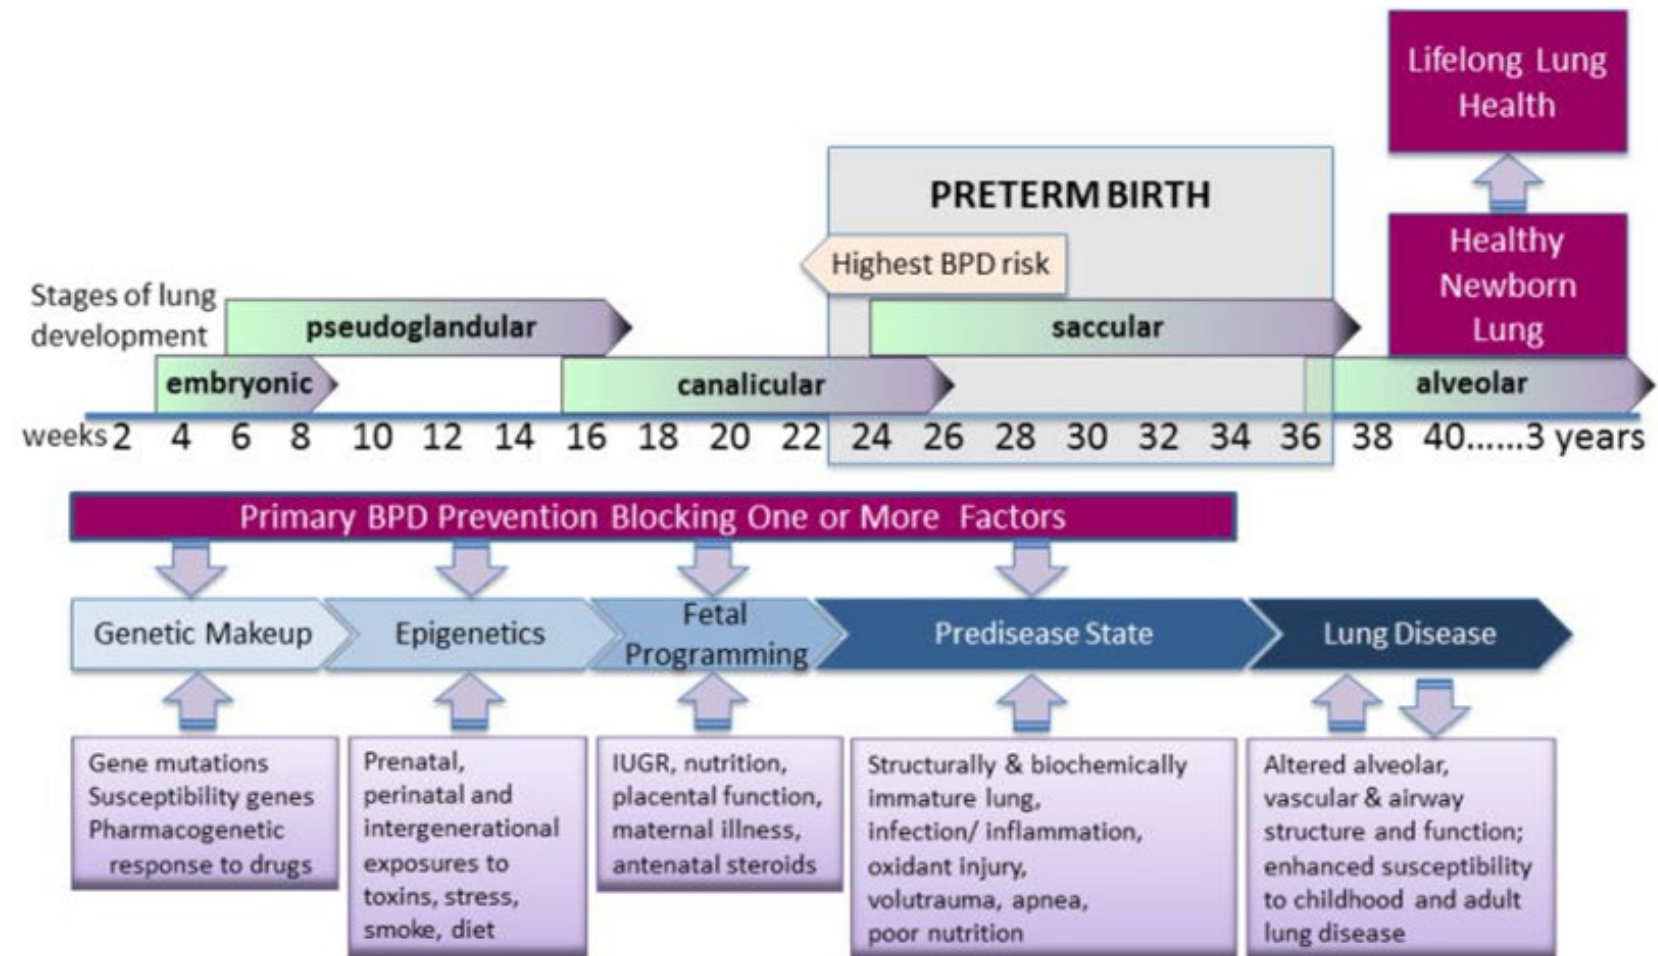 Lifelong Lung
Health
PRETERM BIRTH
Healthy
Newborn
Lung
Highest BPD risk
Stages of lung
development
pseudoglandular
saccular
embryonic
canalicular
alveolar
weeks 2 4 6 8 10 12 14 16 18 20 22 24 26 28 30 32 34 36 38 40......3 years
Primary BPD Prevention Blocking One or More Factors
Genetic Makeup
Epigenetics
Fetal
Programming
Predisease State
Lung Disease
Gene mutations
Susceptibility genes
Pharmacogenetic
response to drugs
Prenatal,
perinatal and
intergenerational
exposures to
toxins, stress,
smoke, diet
IUGR, nutrition,
placental function,
maternal illness,
antenatal steroids
Structurally & biochemically
immature lung,
infection/ inflammation,
oxidant injury,
volutrauma, apnea,
poor nutrition
Altered alveolar,
vascular & airway
structure and function;
enhanced susceptibility
to childhood and adult
lung disease